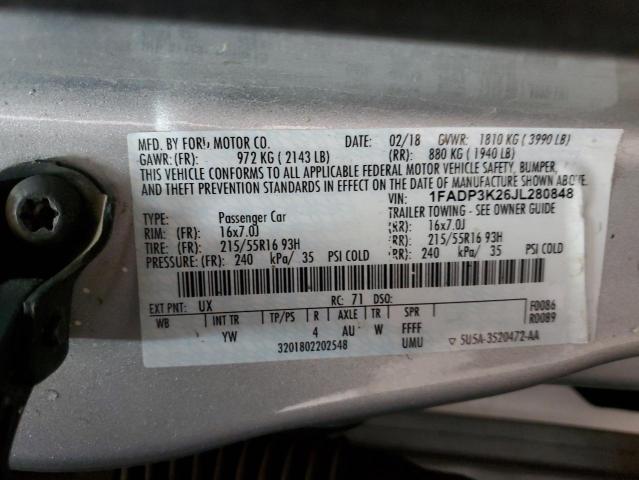 MFD. BY FORD MOTOR CO. 02/18 GVWR: 1810 KG ( 3990 LB)
GAWR: (FR): 972 KG ( 2143 LB) (RR): 880 KG ( 1940 LB)
THIS VEHICLE CONFORMS TO ALL APPLICABLE FEDERAL MOTOR VEHICLE SAFETY, BUMPER,
AND THEFT PREVENTION STANDARDS IN EFFECT ON THE DATE OF MANUFACTURE SHOWN ABOVE.
VIN: 1FADP3K26JL280848
TYPE: Passenger Car TRAILER TOWING - SEE OWNER GUIDE
RIM: (FR): 16x7.0J (RR): 16x7.0J
TIRE: (FR): 215/55R16 93H (RR): 215/55R16 93H
PRESSURE: (FR): 240 kPa/ 35 PSI COLD (RR): 240 kPa/ 35 PSI COLD
EXT PNT: UX RC: 71 DSO: F0086
R0089
WB INT TR TP/PS R AXLE TR SPR
YW 4 AU W FFFF
3201802202548 UMU ▽ 5U5A-3520472-AA